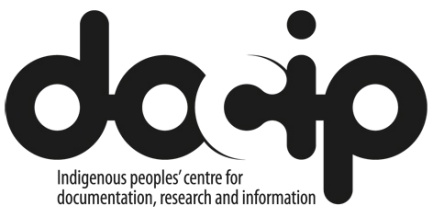 docip
Indigenous peoples' centre for
documentation, research and information